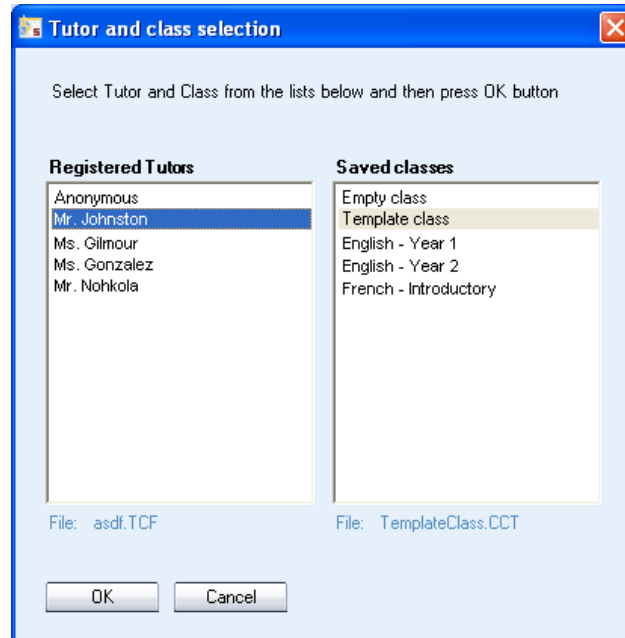 Tutor and class selection
Select Tutor and Class from the lists below and then press OK button
Registered Tutors
Anonymous
Mr. Johnston
Ms. Gilmour
Ms. Gonzalez
Mr. Nohkola
File: asdf.TCF
Saved classes
Empty class
Template class
English - Year 1
English - Year 2
French - Introductory
File: TemplateClass.CCT
OK
Cancel